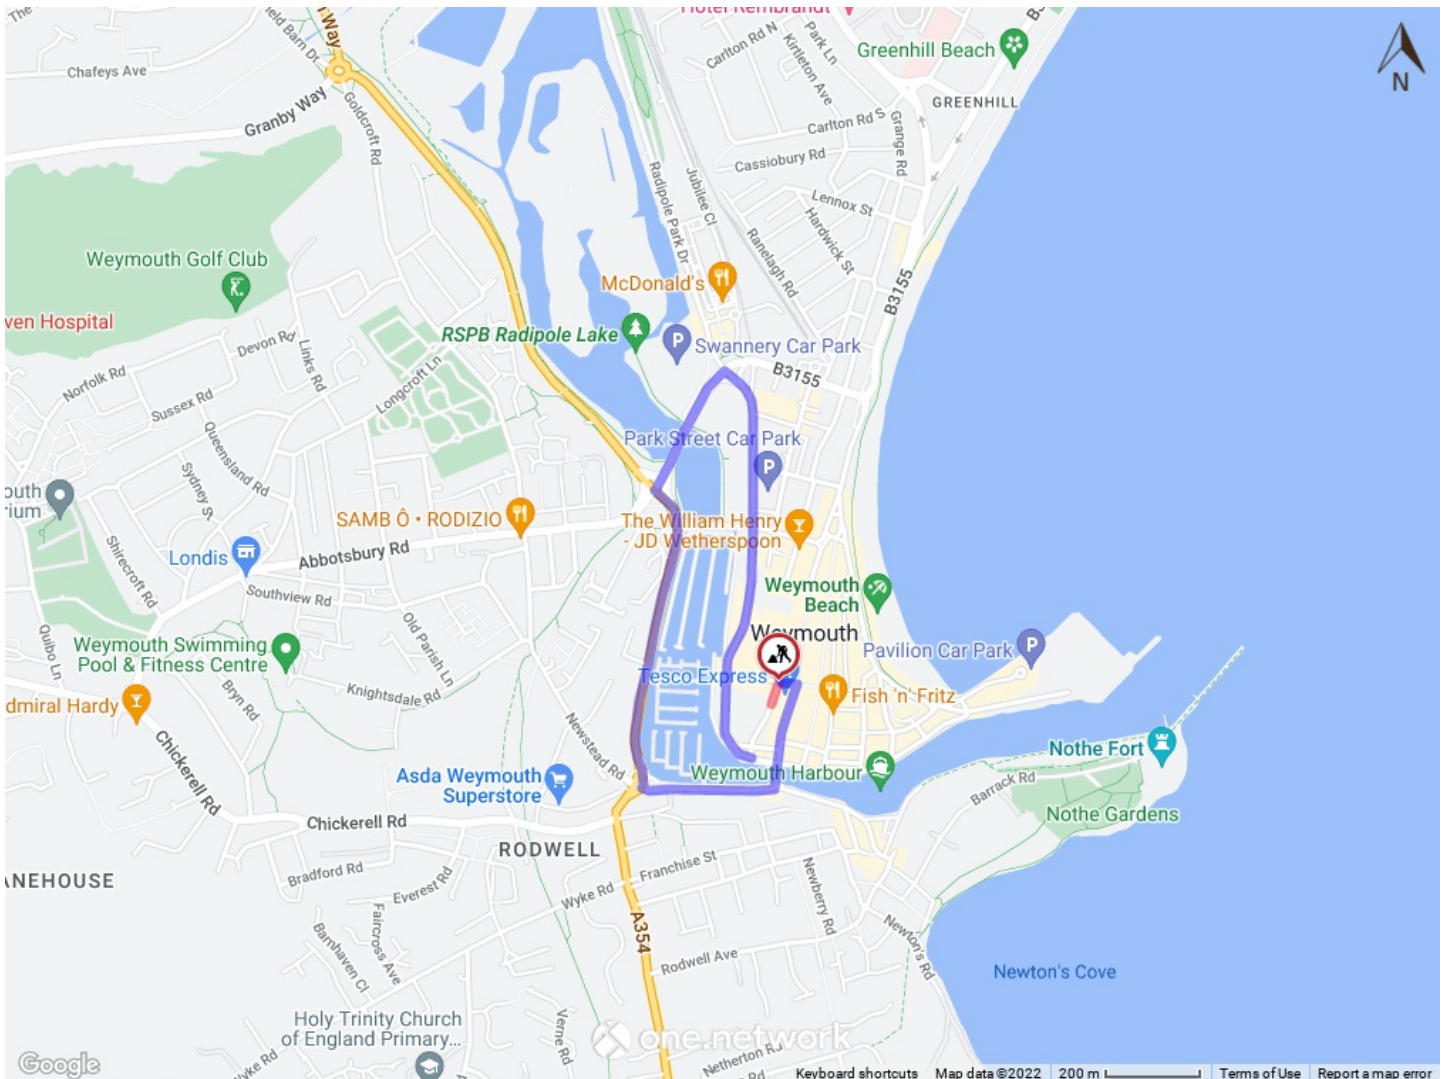 Hotel Rembrandt
Carlton Rd N
Kirtleton Ave
Park Ln
Greenhill Beach
GREENHILL
N
Way
Barn Dr
Chafeys Ave
Granby Way
Goldcroft Rd
Carlton Rd S
Grange Rd
Cassiobury Rd
Radipole Park Dr
Jubilee Cl
Lennox St
Hardwick St
Ranelagh Rd
Weymouth Golf Club
McDonald's
B3155
ven Hospital
RSPB Radipole Lake
P
Swannery Car Park
B3155
Devon Rd
Links Rd
Norfolk Rd
Longcroft Ln
Sussex Rd
Queensland Rd
Park Street Car Park
P
Sydney St
outh
rium
SAMB Ô • RODIZIO
The William Henry
- JD Wetherspoon
Londis
Abbotsbury Rd
Shirecroft Rd
Southview Rd
Weymouth
Beach
Old Parish Ln
Quibo Ln
Weymouth Swimming
Pool & Fitness Centre
Weymouth
Pavilion Car Park
P
Tesco Express
Bryn Rd
Knightsdale Rd
Fish 'n' Fritz
dmiral Hardy
Newstead Rd
Nothe Fort
Chickerell Rd
Asda Weymouth
Superstore
Weymouth Harbour
Barrack Rd
Nothe Gardens
Chickerell Rd
RODWELL
Franchise St
Bradford Rd
ANEHOUSE
Everest Rd
Wyke Rd
Newberry Rd
Faircross Ave
A354
Newton's Rd
Barnhaven Cl
Rodwell Ave
Newton's Cove
Holy Trinity Church
of England Primary...
Verne Rd
one.network
Wyke Rd
Netherton Rd
Google
Keyboard shortcuts Map data ©2022 200 m Terms of Use Report a map error